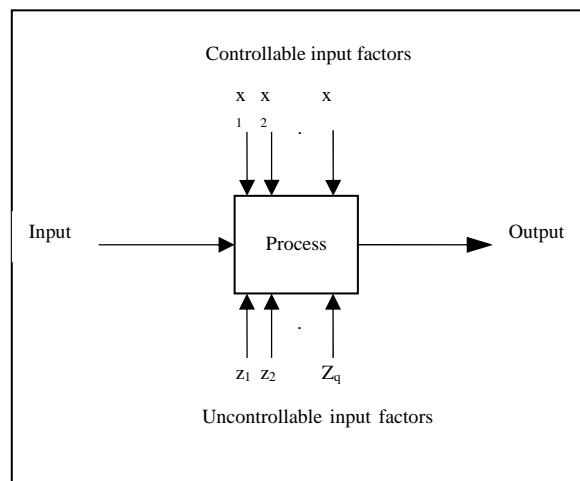 Controllable input factors
x x x
1 2 .
Input Process Output
.
z1 z2 Zq
Uncontrollable input factors